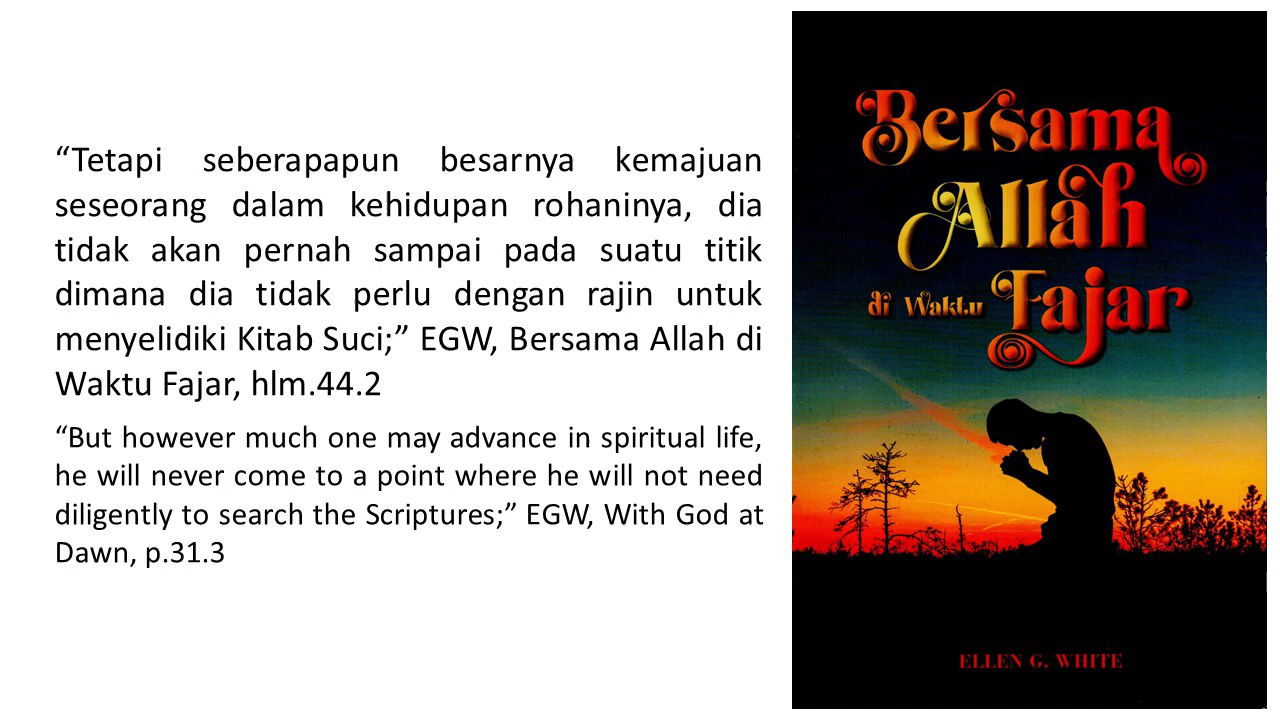 “Tetapi seberapapun besarnya kemajuan
seseorang dalam kehidupan rohaninya, dia
tidak akan pernah sampai pada suatu titik
dimana dia tidak perlu dengan rajin untuk
menyelidiki Kitab Suci;” EGW, Bersama Allah di
Waktu Fajar, hlm.44.2
“But however much one may advance in spiritual life,
he will never come to a point where he will not need
diligently to search the Scriptures;” EGW, With God at
Dawn, p.31.3
Bersama
Allah
di Waktu Fajar
ELLEN G. WHITE